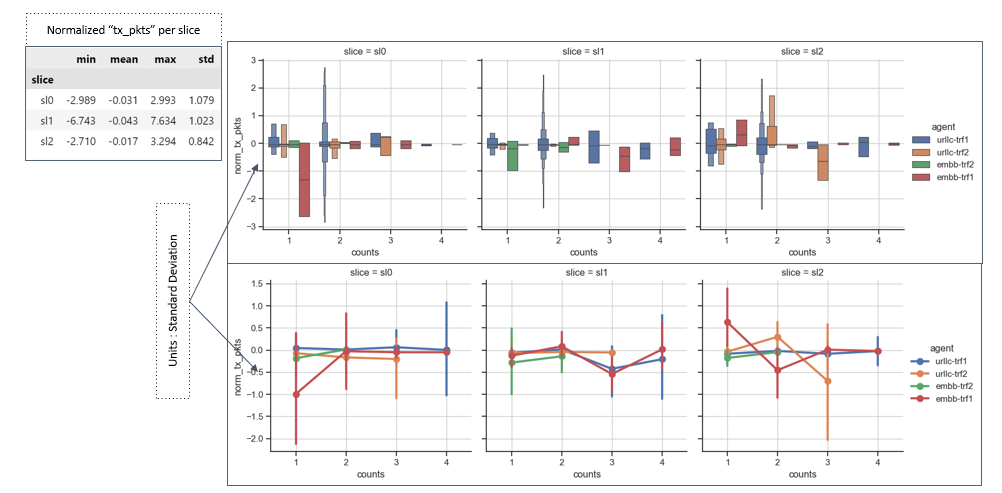 Normalized “tx_pkts” per slice
min mean max std
slice
sl0 -2.989 -0.031 2.993 1.079
sl1 -6.743 -0.043 7.634 1.023
sl2 -2.710 -0.017 3.294 0.842
Units: Standard Deviation
slice = sl0
slice = sl1
slice = sl2
norm_tx_pkts
3
2
1
0
−1
−2
−3
1 2 3 4
counts
1 2 3 4
counts
1 2 3 4
counts
agent
urllc-trf1
urllc-trf2
embb-trf2
embb-trf1
slice = sl0
slice = sl1
slice = sl2
norm_tx_pkts
1.5
1.0
0.5
0.0
−0.5
−1.0
−1.5
−2.0
1 2 3 4
counts
1 2 3 4
counts
1 2 3 4
counts
agent
urllc-trf1
urllc-trf2
embb-trf2
embb-trf1